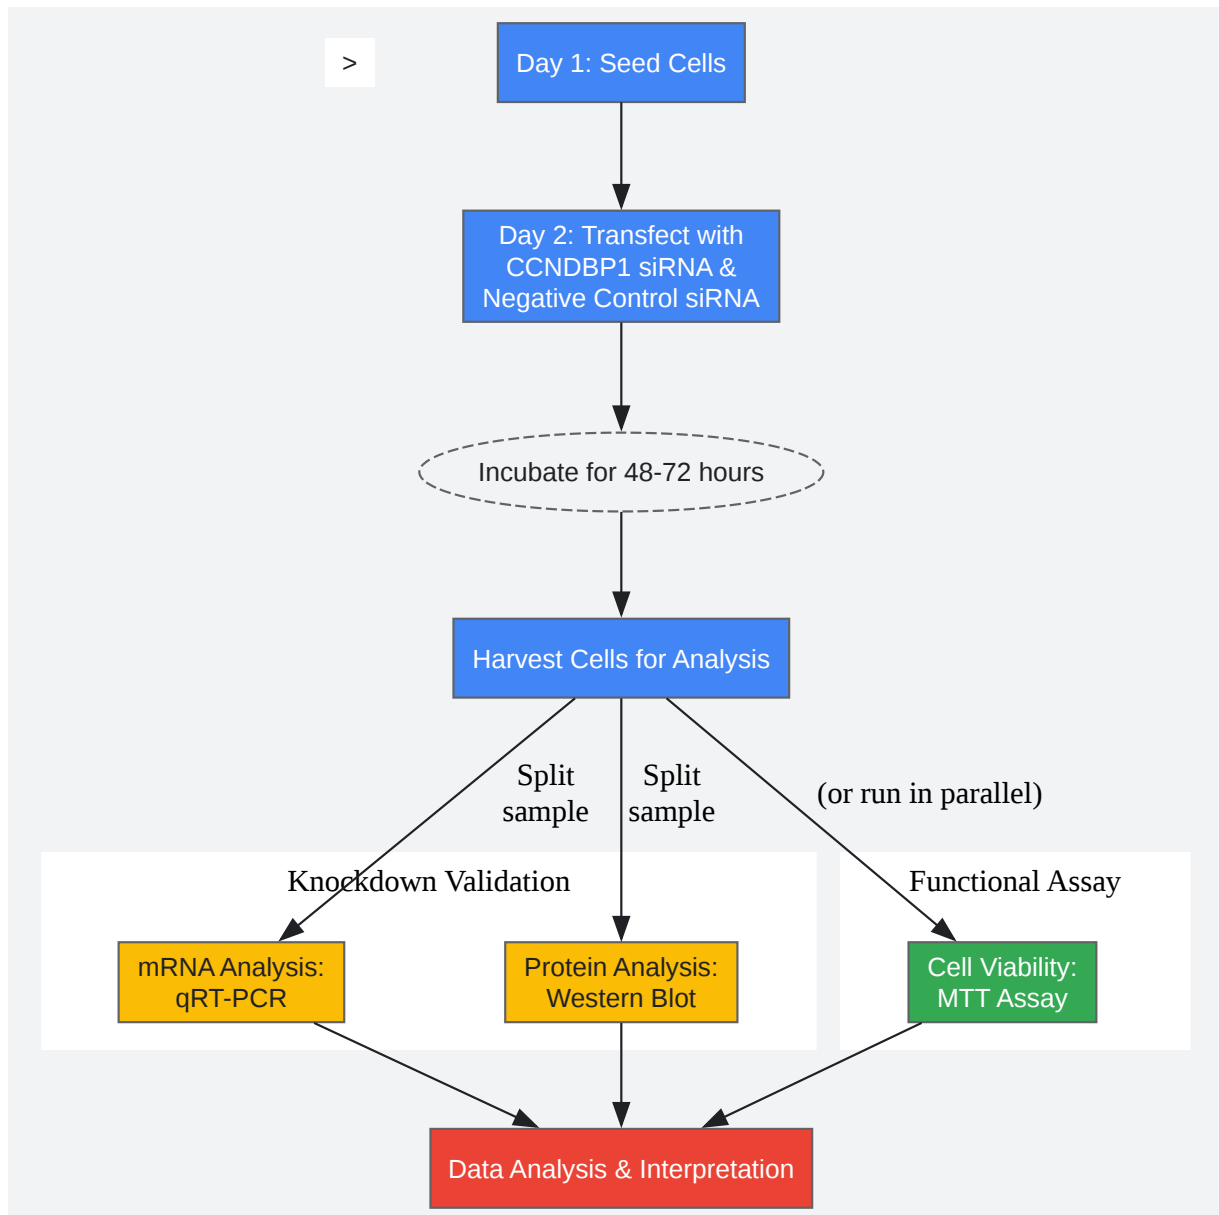 >
Day 1: Seed Cells
Day 2: Transfect with
CCNDBP1 siRNA &
Negative Control siRNA
Incubate for 48-72 hours
Harvest Cells for Analysis
Split
sample
Split
sample
(or run in parallel)
Knockdown Validation
Functional Assay
mRNA Analysis:
qRT-PCR
Protein Analysis:
Western Blot
Cell Viability:
MTT Assay
Data Analysis & Interpretation